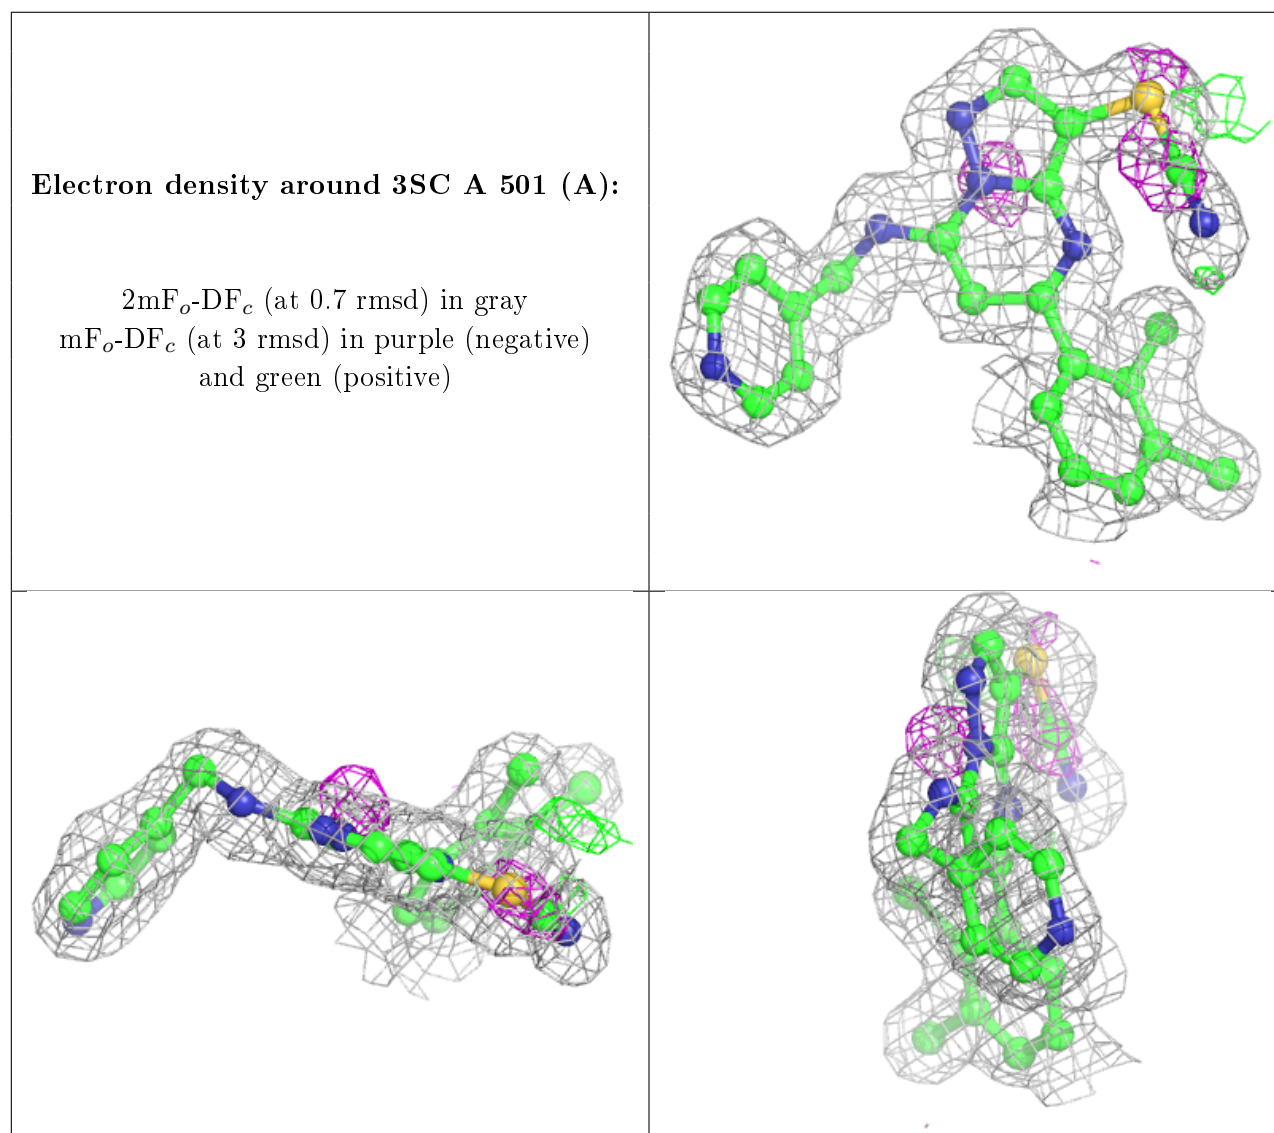 Electron density around 3SC A 501 (A):
2mFo-DFc (at 0.7 rmsd) in gray
mFo-DFc (at 3 rmsd) in purple (negative)
and green (positive)